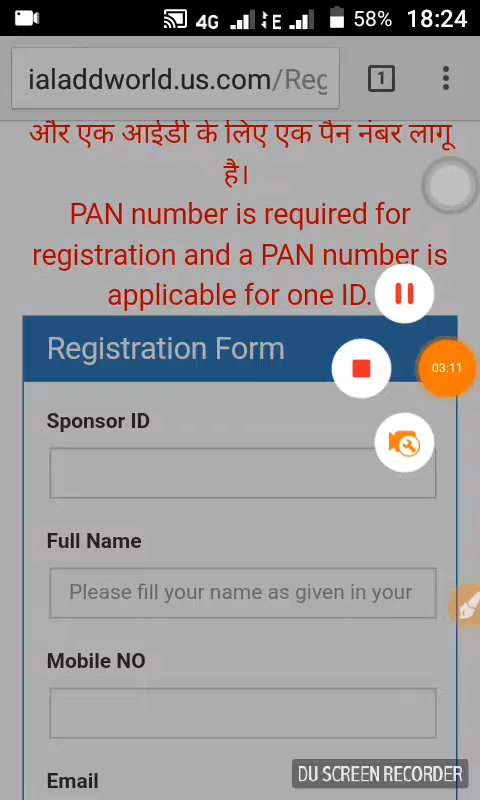 4G E 58% 18:24
ialaddworld.us.com/Reg 1
और एक आईडी के लिए एक पैन नंबर लागू
है।
PAN number is required for
registration and a PAN number is
applicable for one ID.
Registration Form
03:11
Sponsor ID
Full Name
Please fill your name as given in your
Mobile NO
Email
DU SCREEN RECORDER